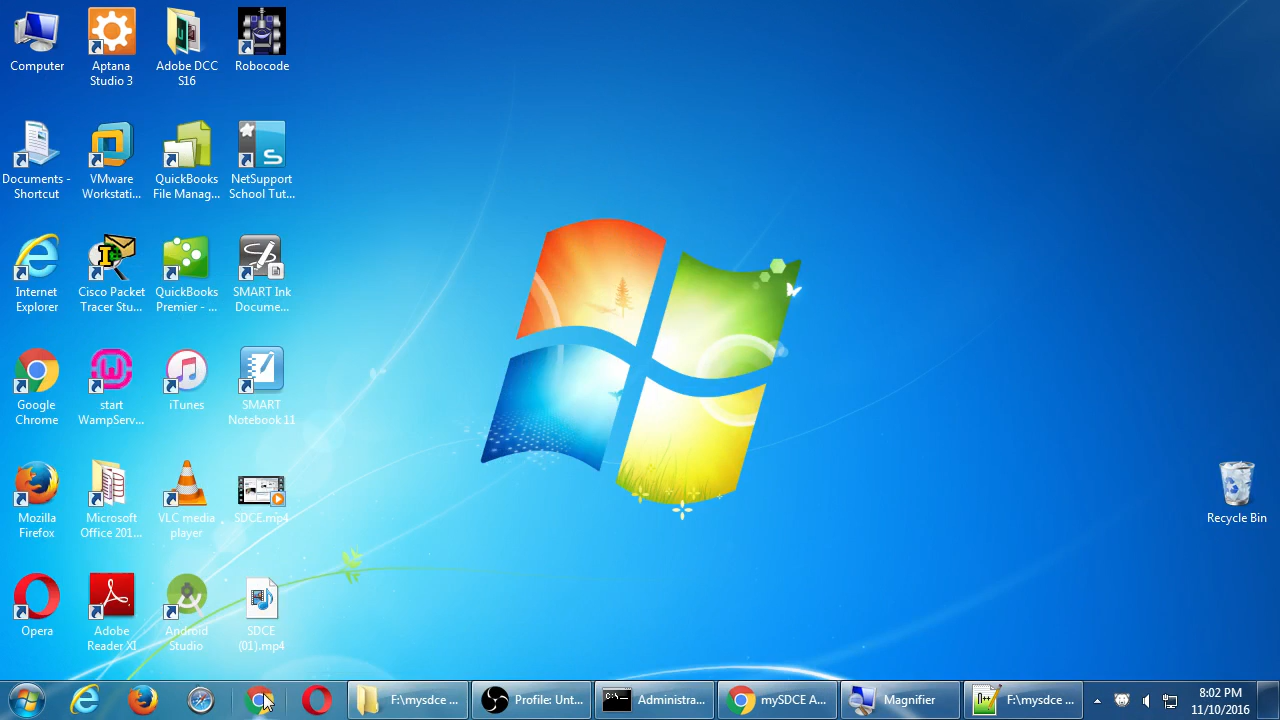 Computer
Aptana
Studio 3
Adobe DCC
S16
Robocode
Documents -
Shortcut
VMware
Workstati...
QuickBooks
File Manag...
NetSupport
School Tut...
Internet
Explorer
Cisco Packet
Tracer Stu...
QuickBooks
Premier - ...
SMART Ink
Docume...
Google
Chrome
start
WampServ...
iTunes
SMART
Notebook 11
Mozilla
Firefox
Microsoft
Office 201...
VLC media
player
SDCE.mp4
Opera
Adobe
Reader XI
Android
Studio
SDCE
(01).mp4
Recycle Bin
F:\mysdce ...
Profile: Unt...
Administra...
mySDCE A...
Magnifier
F:\mysdce ...
8:02 PM
11/10/2016